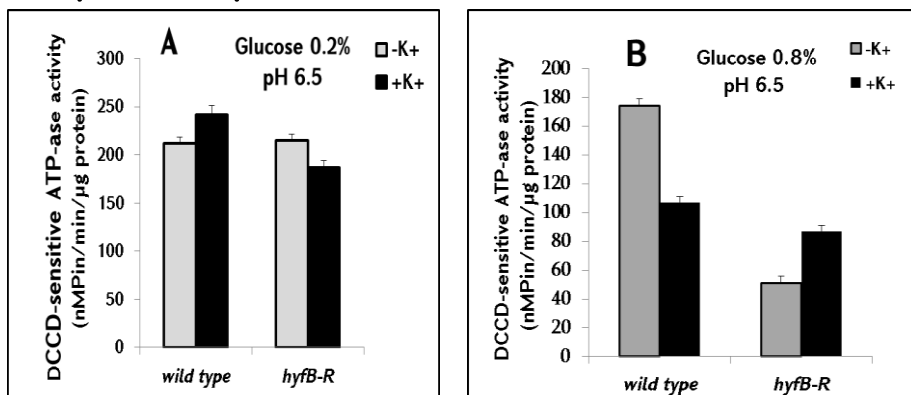 A
Glucose 0.2%
pH 6.5
-K+
+K+
DCCD-sensitive ATP-ase activity
(nMPin/min/µg protein)
300
250
200
150
100
50
0
wild type
hyfB-R
B
Glucose 0.8%
pH 6.5
-K+
+K+
DCCD-sensitive ATP-ase activity
(nMPin/min/µg protein)
200
180
160
140
120
100
80
60
40
20
0
wild type
hyfB-R